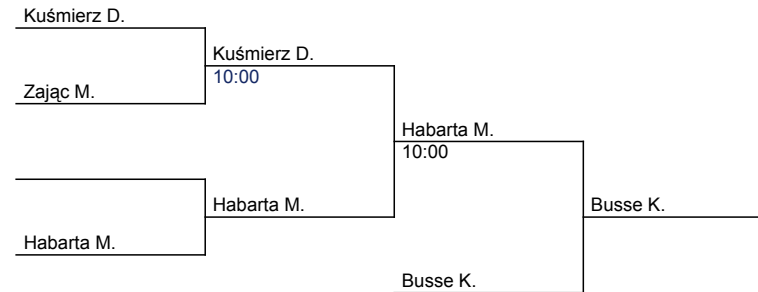 Kuśmierz D.
Kuśmierz D.
10:00
Zając M.
Habarta M.
10:00
Habarta M.
Busse K.
Habarta M.
Busse K.